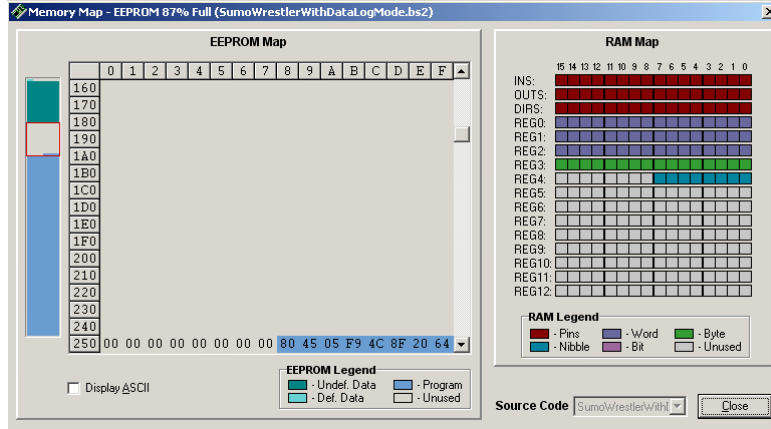 Memory Map - EEPROM 87% Full (SumoWrestlerWithDataLogMode.bs2)
EEPROM Map
0 1 2 3 4 5 6 7 8 9 A B C D E F
160
170
180
190
1A0
1B0
1C0
1D0
1E0
1F0
200
210
220
230
240
250 00 00 00 00 00 00 00 00 80 45 05 F9 4C 8F 20 64
Display ASCII
EEPROM Legend
- Undef. Data - Program
- Def. Data - Unused
RAM Map
15 14 13 12 11 10 9 8 7 6 5 4 3 2 1 0
INS:
OUTS:
DIRS:
REG0:
REG1:
REG2:
REG3:
REG4:
REG5:
REG6:
REG7:
REG8:
REG9:
REG10:
REG11:
REG12:
RAM Legend
- Pins - Word - Byte
- Nibble - Bit - Unused
Source Code SumoWrestlerWithI Close